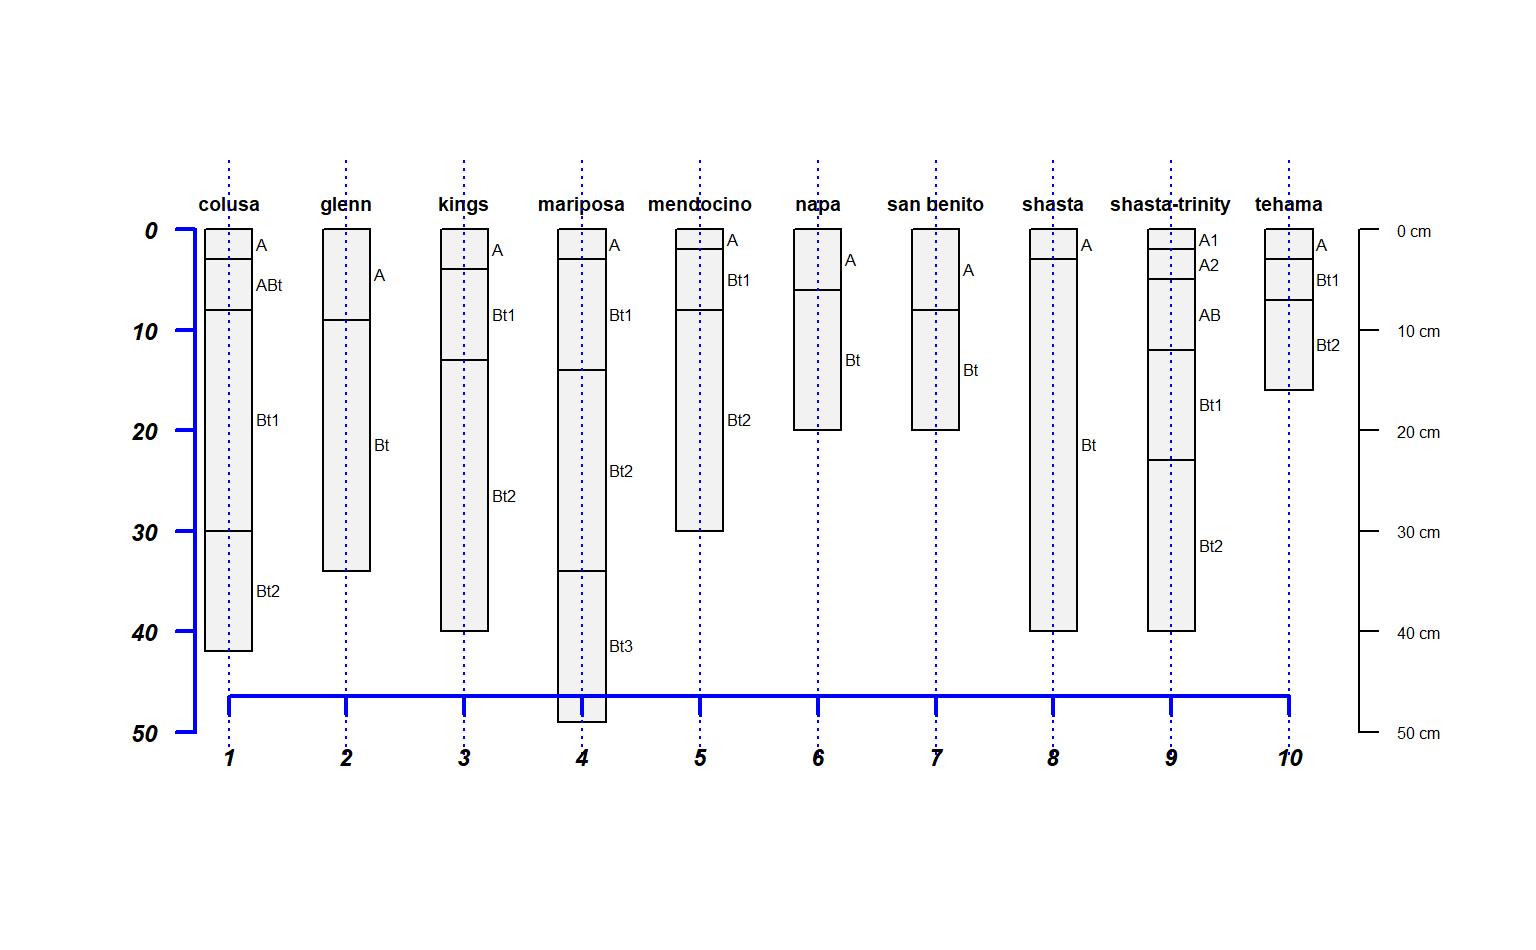 colusa glenn kings mariposa mendocino napa san benito shasta shasta-trinity tehama
0 0 cm
A A A A A A1 A
A A A A A2
ABt Bt1 Bt1
Bt1 Bt1 AB
10 10 cm
Bt2
Bt Bt
Bt1
Bt1 Bt2
20 20 cm
Bt Bt
Bt2
Bt2
30 30 cm
Bt2
Bt2
40 40 cm
Bt3
50 50 cm
1 2 3 4 5 6 7 8 9 10